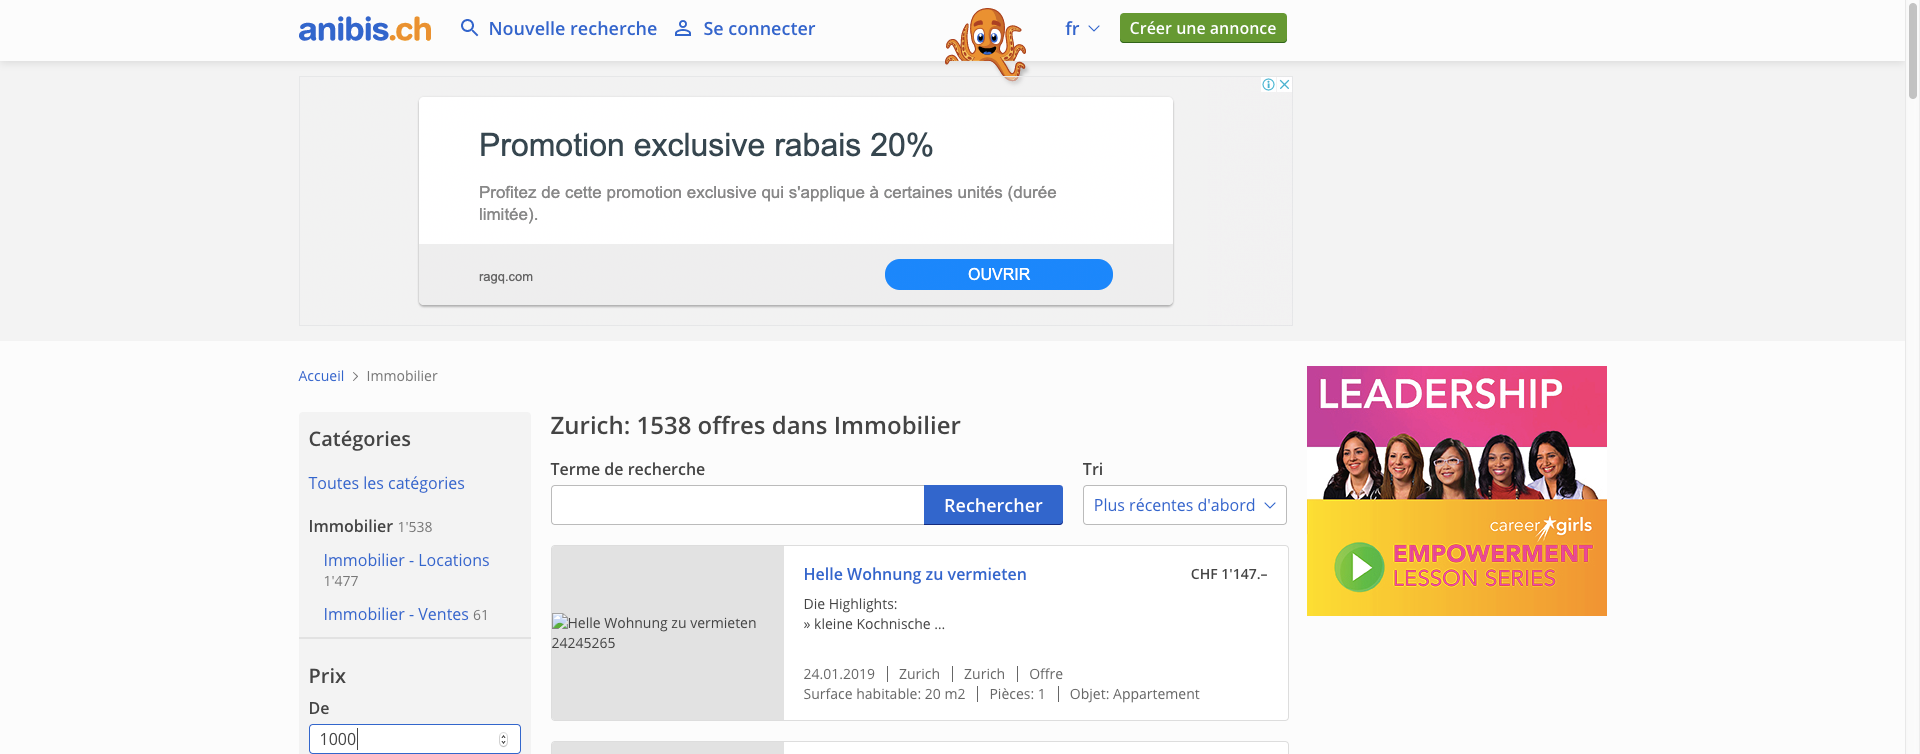 anibis.ch
Nouvelle recherche
Se connecter
fr
Créer une annonce
Promotion exclusive rabais 20%
Profitez de cette promotion exclusive qui s'applique à certaines unités (durée
limitée).
ragq.com
OUVRIR
Accueil > Immobilier
Catégories
Toutes les catégories
Immobilier 1'538
Immobilier - Locations
1'477
Immobilier - Ventes 61
Prix
De
1000
Zurich: 1538 offres dans Immobilier
Terme de recherche
Rechercher
Tri
Plus récentes d'abord
Helle Wohnung zu vermieten
24245265
Helle Wohnung zu vermieten
CHF 1'147.–
Die Highlights:
» kleine Kochnische ...
24.01.2019 | Zurich | Zurich | Offre
Surface habitable: 20 m2 | Pièces: 1 | Objet: Appartement
LEADERSHIP
career girls
EMPOWERMENT
LESSON SERIES